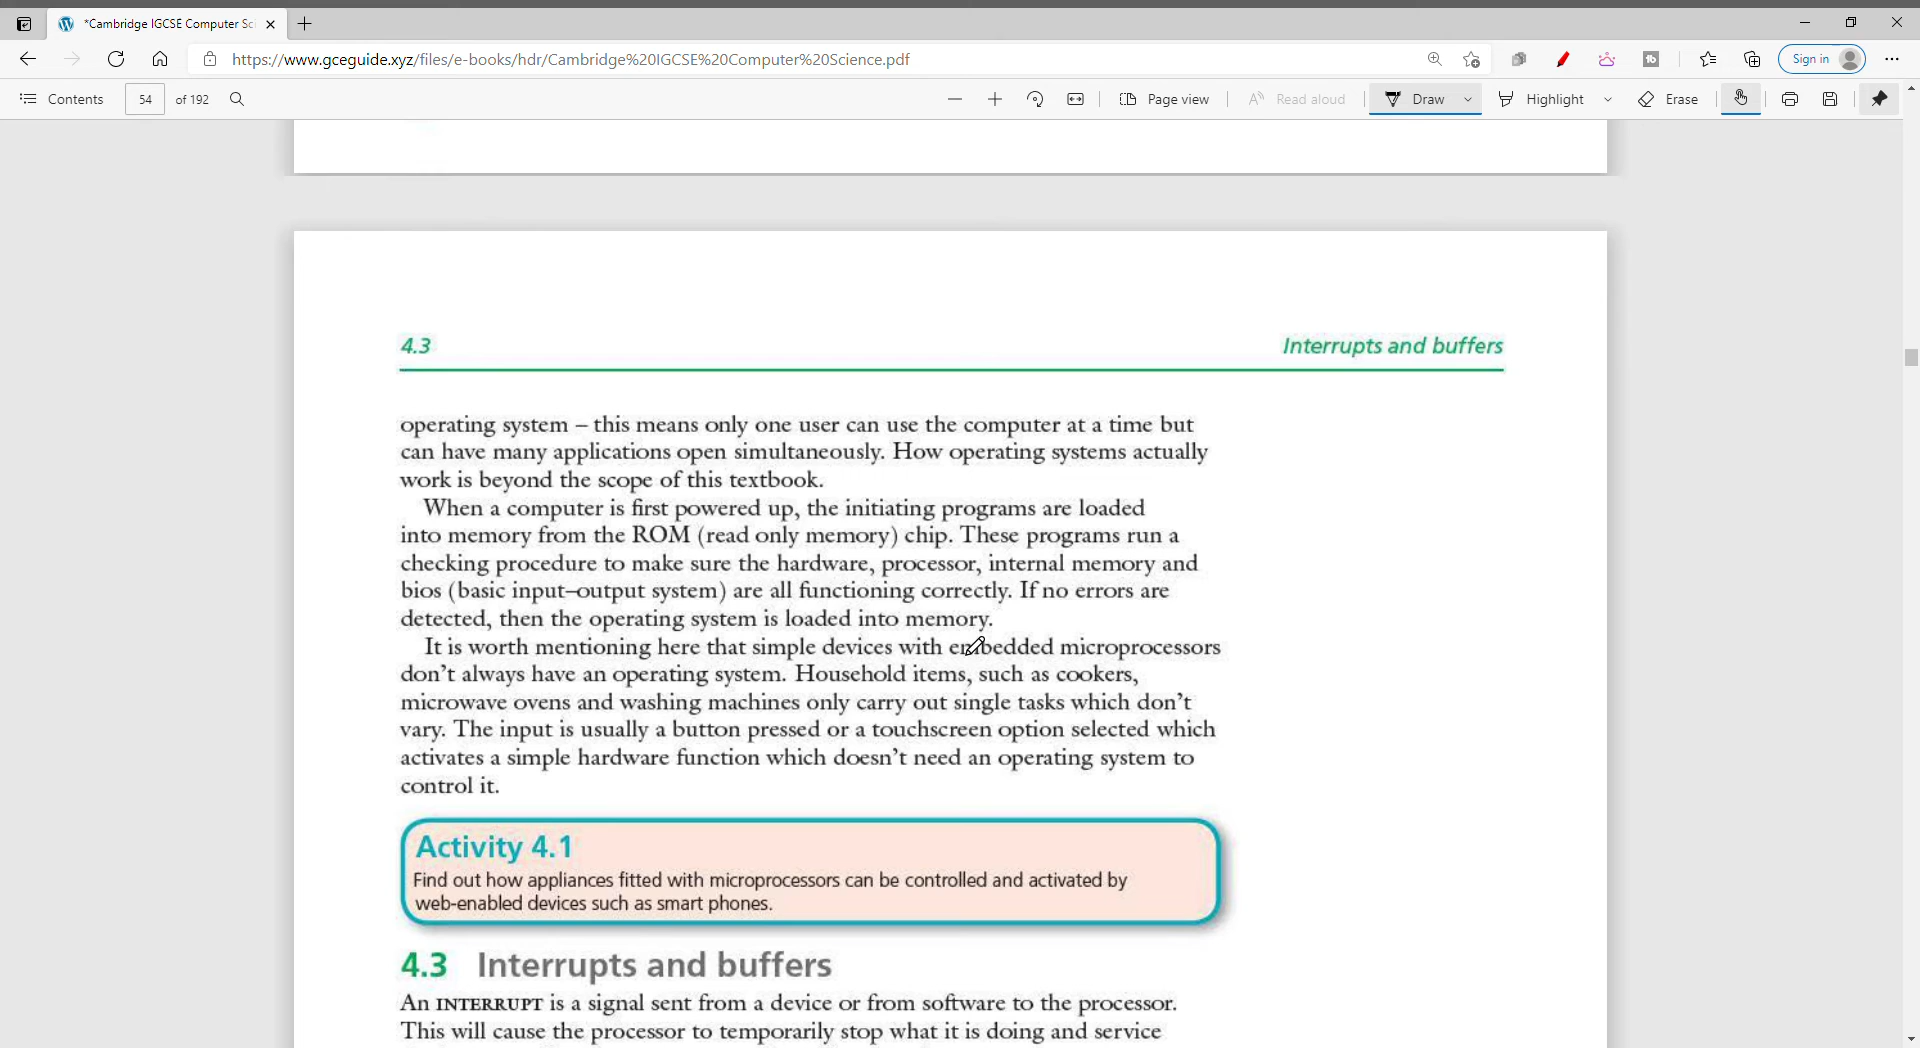 *Cambridge IGCSE Computer Sc
https://www.gceguide.xyz/files/e-books/hdr/Cambridge%20IGCSE%20Computer%20Science.pdf
Sign in
Contents
54
of 192
Page view
Read aloud
Draw
Highlight
Erase
4.3
Interrupts and buffers
operating system – this means only one user can use the computer at a time but
can have many applications open simultaneously. How operating systems actually
work is beyond the scope of this textbook.
When a computer is first powered up, the initiating programs are loaded
into memory from the ROM (read only memory) chip. These programs run a
checking procedure to make sure the hardware, processor, internal memory and
bios (basic input–output system) are all functioning correctly. If no errors are
detected, then the operating system is loaded into memory.
It is worth mentioning here that simple devices with embedded microprocessors
don't always have an operating system. Household items, such as cookers,
microwave ovens and washing machines only carry out single tasks which don't
vary. The input is usually a button pressed or a touchscreen option selected which
activates a simple hardware function which doesn't need an operating system to
control it.
Activity 4.1
Find out how appliances fitted with microprocessors can be controlled and activated by
web-enabled devices such as smart phones.
4.3 Interrupts and buffers
An INTERRUPT is a signal sent from a device or from software to the processor.
This will cause the processor to temporarily stop what it is doing and service